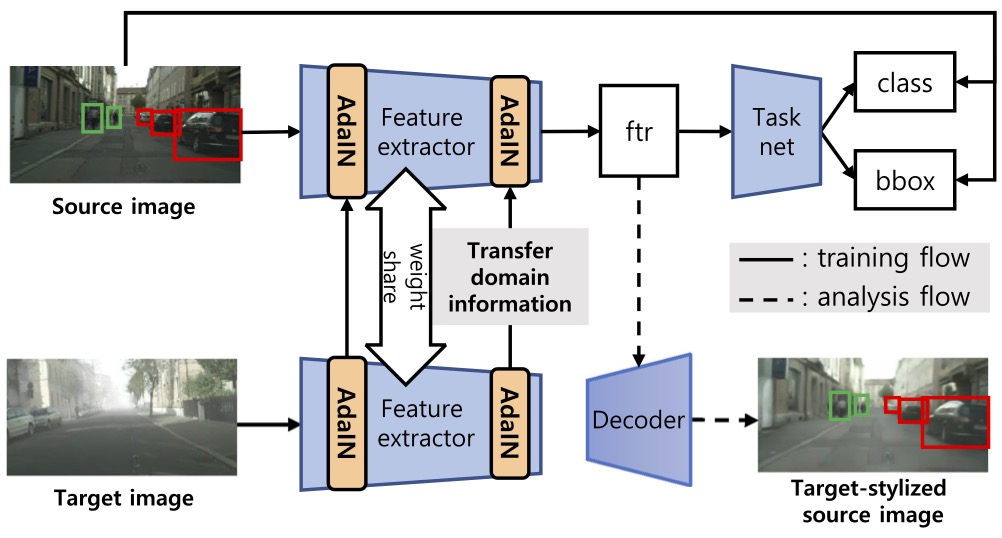 AdaIN
Feature
extractor
AdaIN
ftr
Task
net
class
bbox
Source image
weight
share
Transfer
domain
information
: training flow
: analysis flow
AdaIN
Feature
extractor
AdaIN
Decoder
Target image
Target-stylized
source image